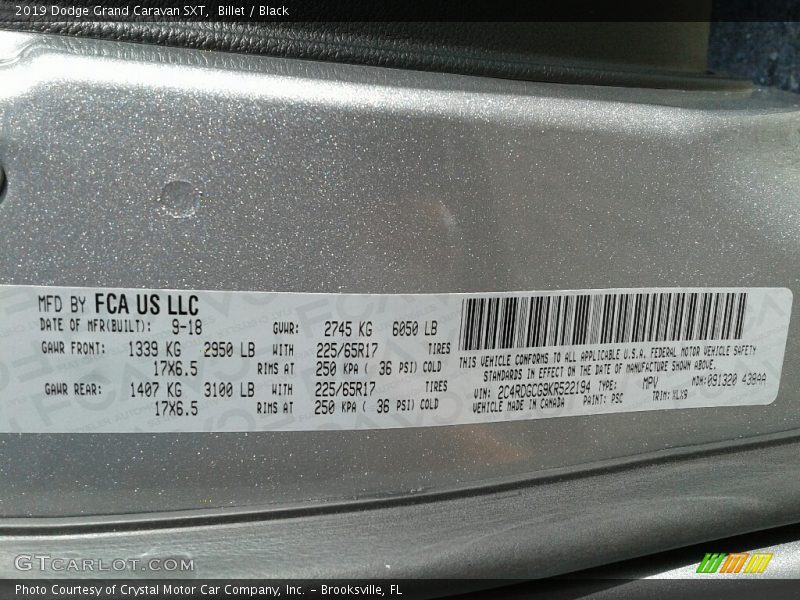 2019 Dodge Grand Caravan SXT, Billet / Black
MFD BY FCA US LLC
DATE OF MFR(BUILT): 9-18 GVWR: 2745 KG 6050 LB
GAWR FRONT: 1339 KG 2950 LB WITH 225/65R17 TIRES
17X6.5 RIMS AT 250 KPA ( 36 PSI) COLD
GAWR REAR: 1407 KG 3100 LB WITH 225/65R17 TIRES
17X6.5 RIMS AT 250 KPA ( 36 PSI) COLD
THIS VEHICLE CONFORMS TO ALL APPLICABLE U.S.A. FEDERAL MOTOR VEHICLE SAFETY
STANDARDS IN EFFECT ON THE DATE OF MANUFACTURE SHOWN ABOVE.
VIN: 2C4RDGCG9KR522194 TYPE: MPV MDH:091320 438AA
VEHICLE MADE IN CANADA PAINT: PSC TRIM:
GTCARLOT.COM
Photo Courtesy of Crystal Motor Car Company, Inc. – Brooksville, FL